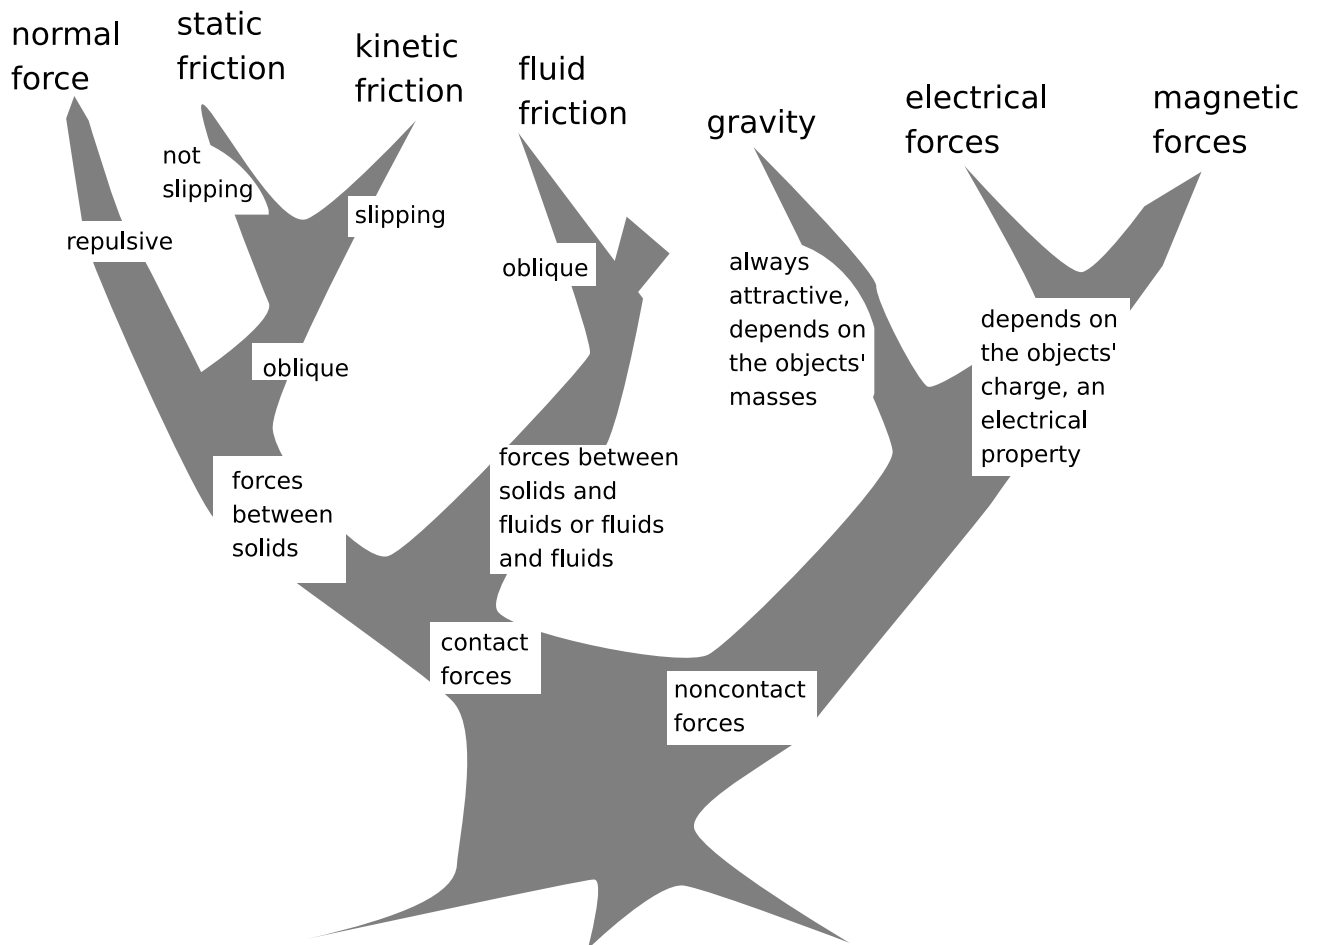 normal
force
static
friction
kinetic
friction
fluid
friction
gravity
electrical
forces
magnetic
forces
not
slipping
slipping
repulsive
oblique
oblique
always
attractive,
depends on
the objects'
masses
depends on
the objects'
charge, an
electrical
property
forces
between
solids
forces between
solids and
fluids or fluids
and fluids
contact
forces
noncontact
forces